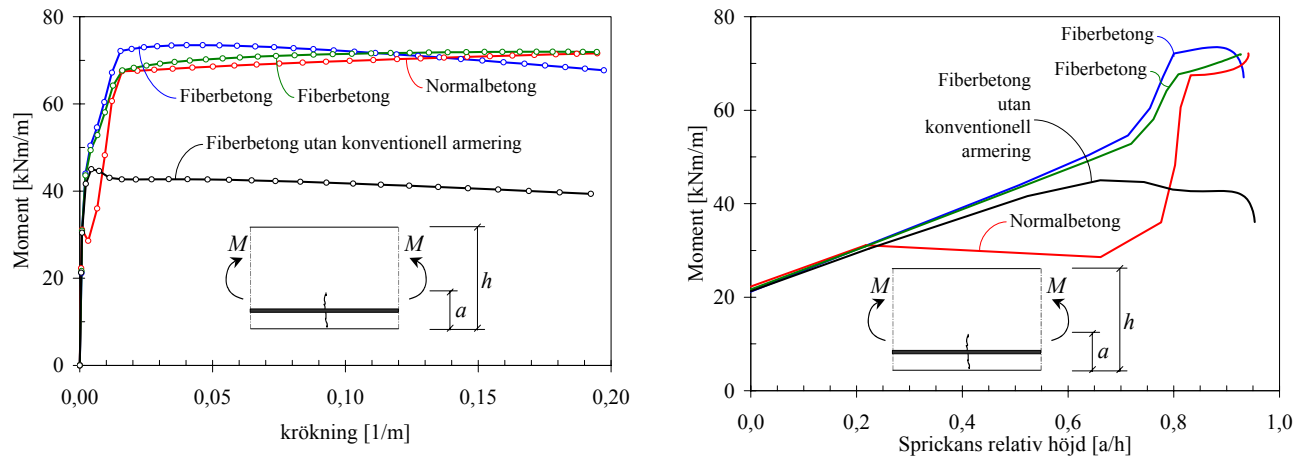 80
60
40
20
0
Moment [kNm/m]
Fiberbetong
Fiberbetong
Normalbetong
Fiberbetong utan konventionell armering
M
M
h
a
0,00
0,05
0,10
0,15
0,20
krökning [1/m]
80
60
40
20
0
Moment [kNm/m]
Fiberbetong
Fiberbetong
Fiberbetong
utan
konventionell
armering
Normalbetong
M
M
h
a
0,0
0,2
0,4
0,6
0,8
1,0
Sprickans relativ höjd [a/h]